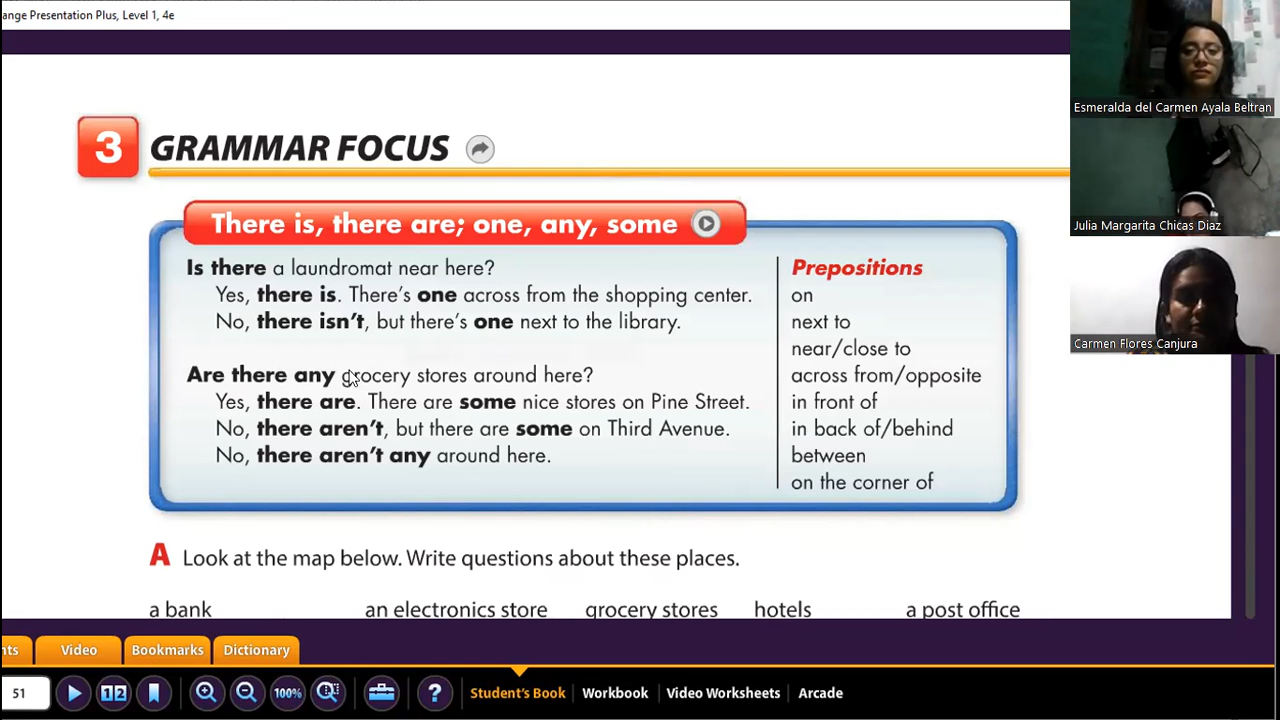 ange Presentation Plus, Level 1, 4e
3 GRAMMAR FOCUS
There is, there are; one, any, some
Is there a laundromat near here?
Yes, there is. There's one across from the shopping center.
No, there isn't, but there's one next to the library.
Are there any grocery stores around here?
Yes, there are. There are some nice stores on Pine Street.
No, there aren't, but there are some on Third Avenue.
No, there aren't any around here.
Prepositions
on
next to
near/close to
across from/opposite
in front of
in back of/behind
between
on the corner of
A Look at the map below. Write questions about these places.
a bank an electronics store grocery stores hotels a post office
Esmeralda del Carmen Ayala Beltran
Julia Margarita Chicas Diaz
Carmen Flores Canjura
nts Video Bookmarks Dictionary
51 1 2 100% ? Student's Book Workbook Video Worksheets Arcade